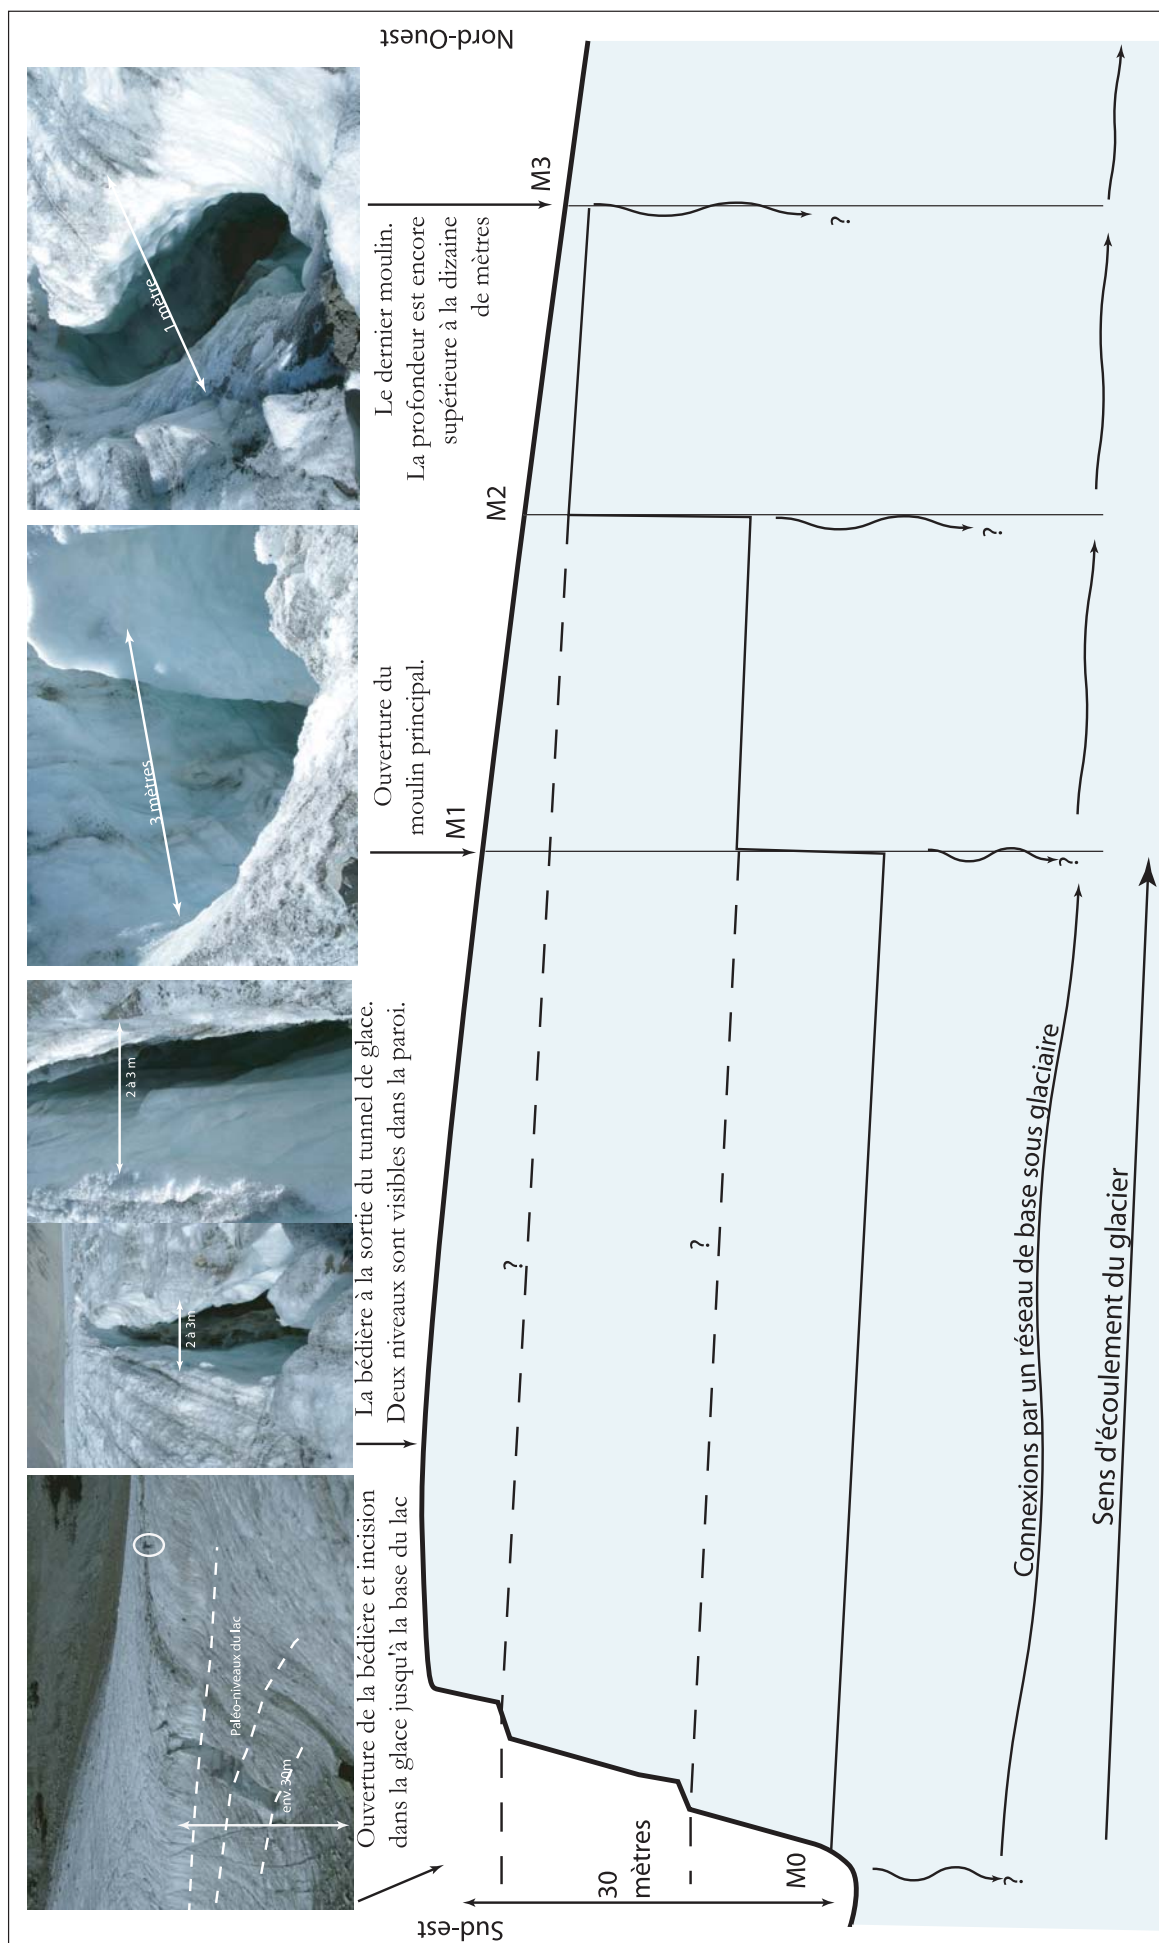 Sud-est
Nord-Ouest
Paléo-niveaux du lac
env. 30m
2 à 3m
2 à 3 m
3 mètres
1 mètre
Ouverture de la bédière et incision
dans la glace jusqu'à la base du lac
La bédière à la sortie du tunnel de glace.
Deux niveaux sont visibles dans la paroi.
Ouverture du
moulin principal.
Le dernier moulin.
La profondeur est encore
supérieure à la dizaine
de mètres
M1
M2
M3
30
mètres
M0
?
?
?
?
?
?
Connexions par un réseau de base sous glaciaire
Sens d'écoulement du glacier